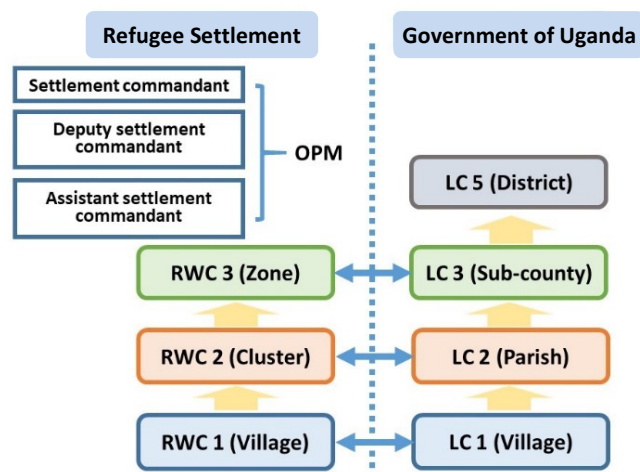 Refugee Settlement
Government of Uganda
Settlement commandant
Deputy settlement
commandant
OPM
Assistant settlement
commandant
LC 5 (District)
RWC 3 (Zone)
LC 3 (Sub-county)
RWC 2 (Cluster)
LC 2 (Parish)
RWC 1 (Village)
LC 1 (Village)